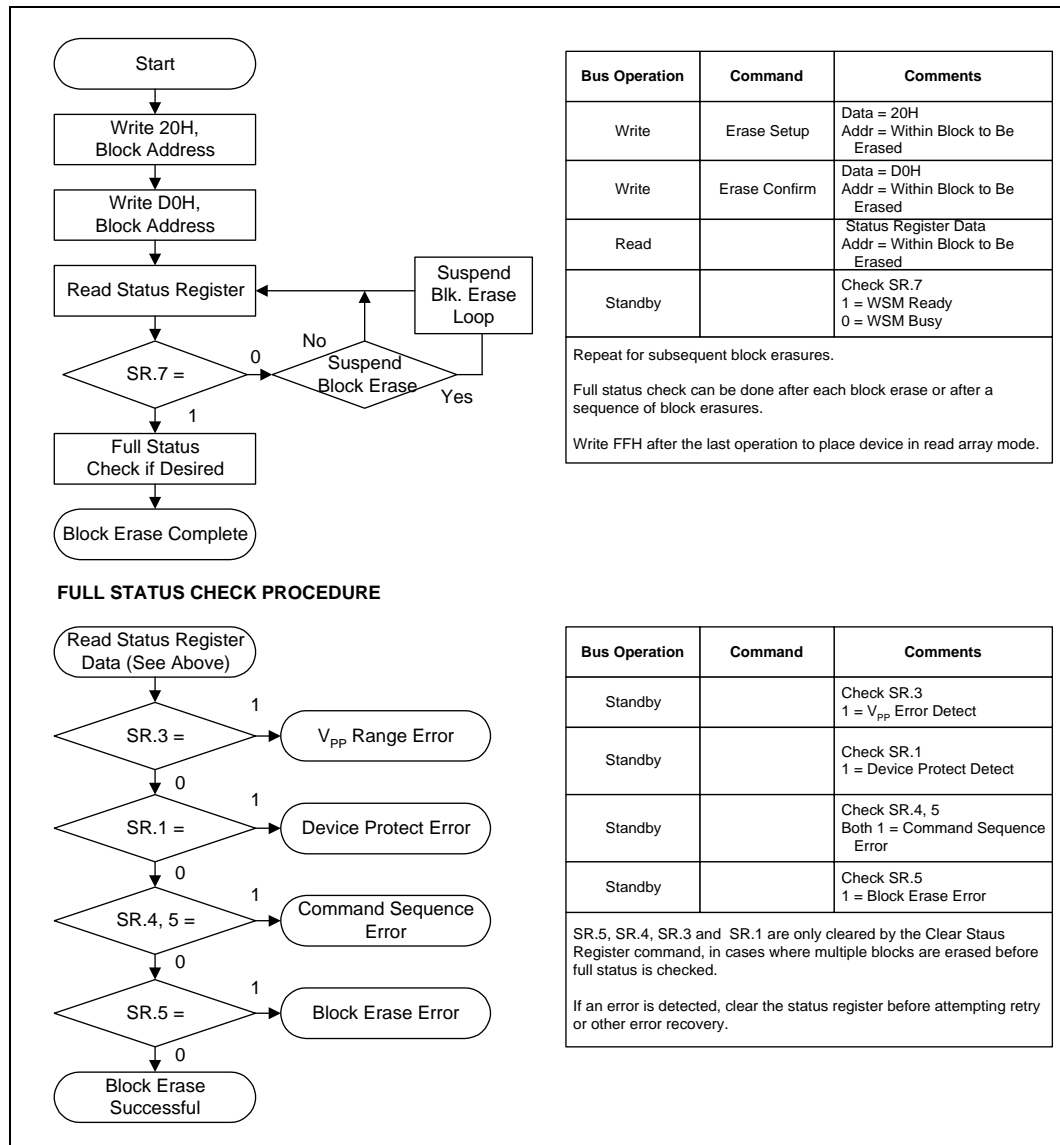 Start
Write 20H,
Block Address
Write D0H,
Block Address
Read Status Register
Suspend
Blk. Erase
Loop
No
0
Suspend
Block Erase
Yes
SR.7 =
1
Full Status
Check if Desired
Block Erase Complete
Bus Operation Command Comments
Write Erase Setup
Data = 20H
Addr = Within Block to Be
Erased
Write Erase Confirm
Data = D0H
Addr = Within Block to Be
Erased
Read
Status Register Data
Addr = Within Block to Be
Erased
Standby
Check SR.7
1 = WSM Ready
0 = WSM Busy
Repeat for subsequent block erasures.
Full status check can be done after each block erase or after a
sequence of block erasures.
Write FFH after the last operation to place device in read array mode.
FULL STATUS CHECK PROCEDURE
Read Status Register
Data (See Above)
1
SR.3 =
VPP Range Error
0
1
SR.1 =
Device Protect Error
0
1
SR.4, 5 =
Command Sequence
Error
0
1
SR.5 =
Block Erase Error
0
Block Erase
Successful
Bus Operation Command Comments
Standby
Check SR.3
1 = VPP Error Detect
Standby
Check SR.1
1 = Device Protect Detect
Standby
Check SR.4, 5
Both 1 = Command Sequence
Error
Standby
Check SR.5
1 = Block Erase Error
SR.5, SR.4, SR.3 and SR.1 are only cleared by the Clear Staus
Register command, in cases where multiple blocks are erased before
full status is checked.
If an error is detected, clear the status register before attempting retry
or other error recovery.